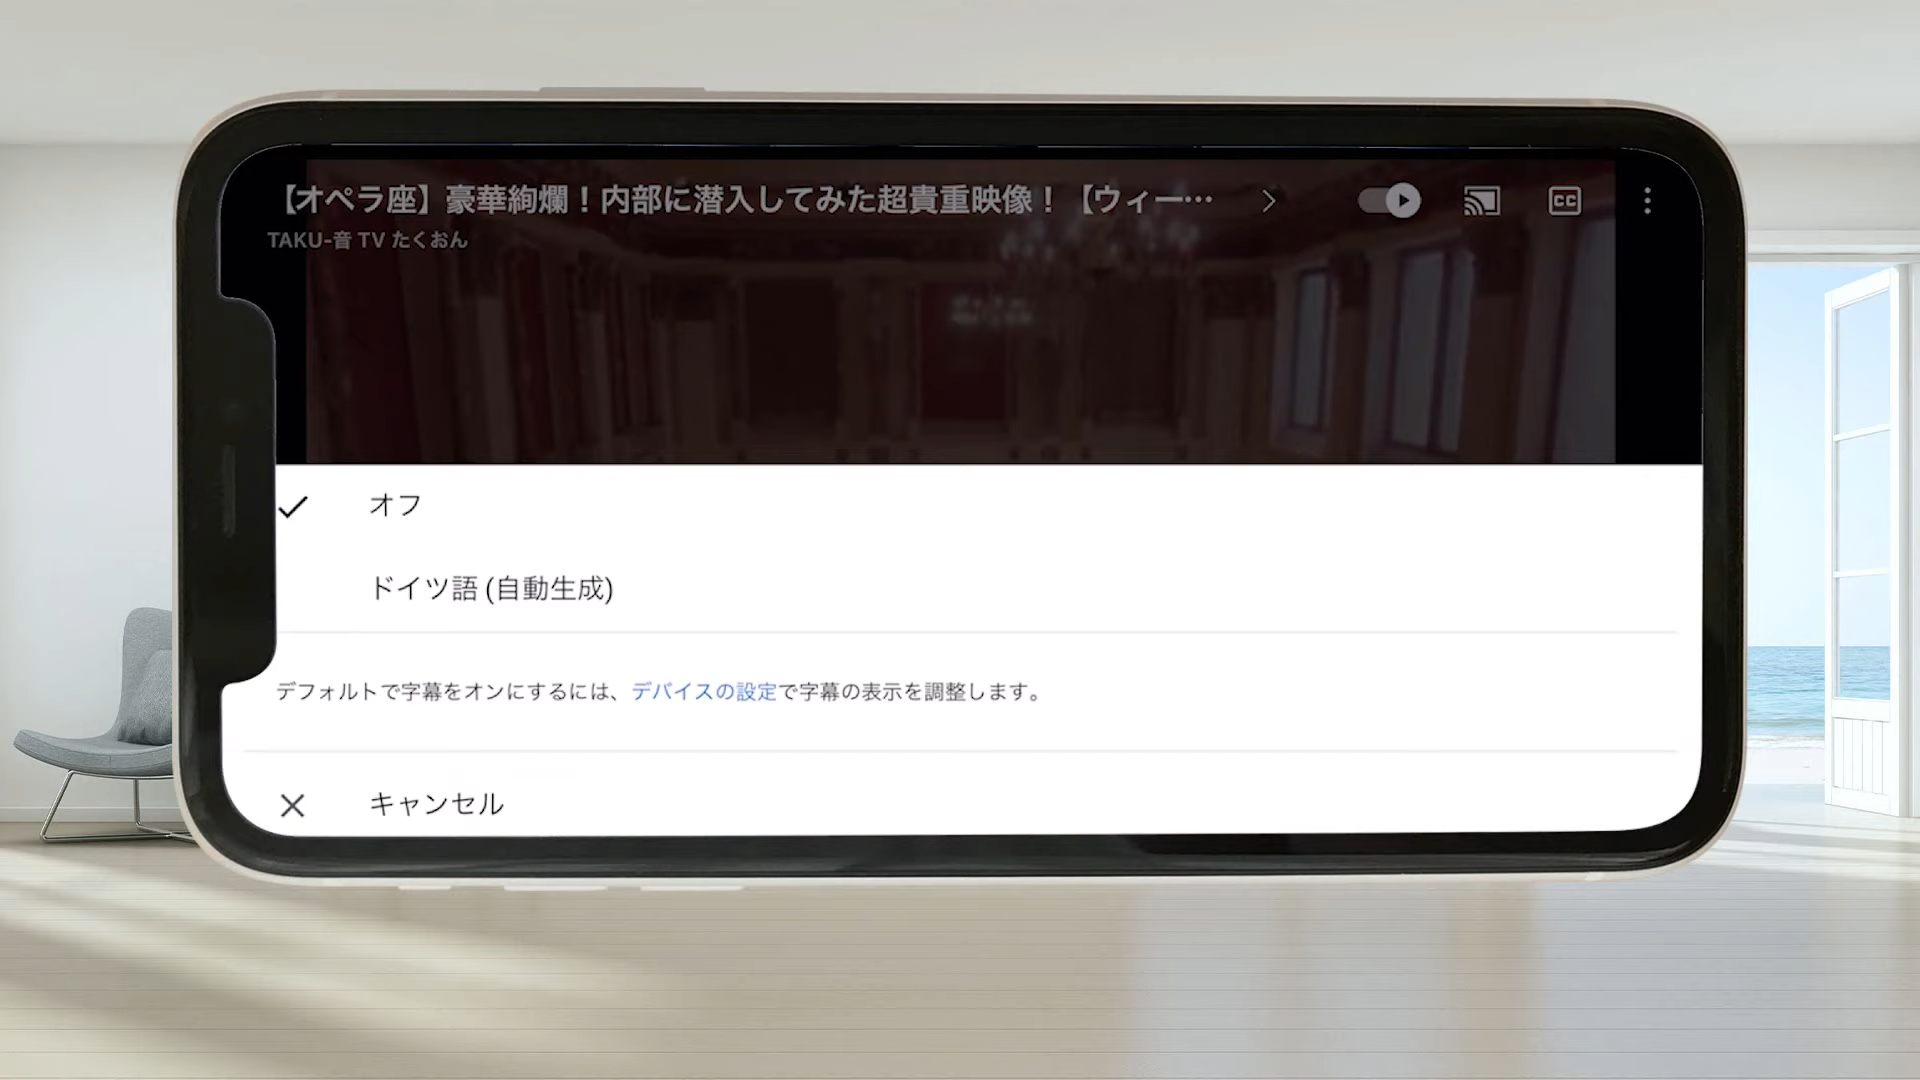 【オペラ座】豪華絢爛！内部に潜入してみた超貴重映像！【ウィー…
CC
TAKU-音 TV たくおん
オフ
ドイツ語 (自動生成)
デフォルトで字幕をオンにするには、デバイスの設定で字幕の表示を調整します。
キャンセル